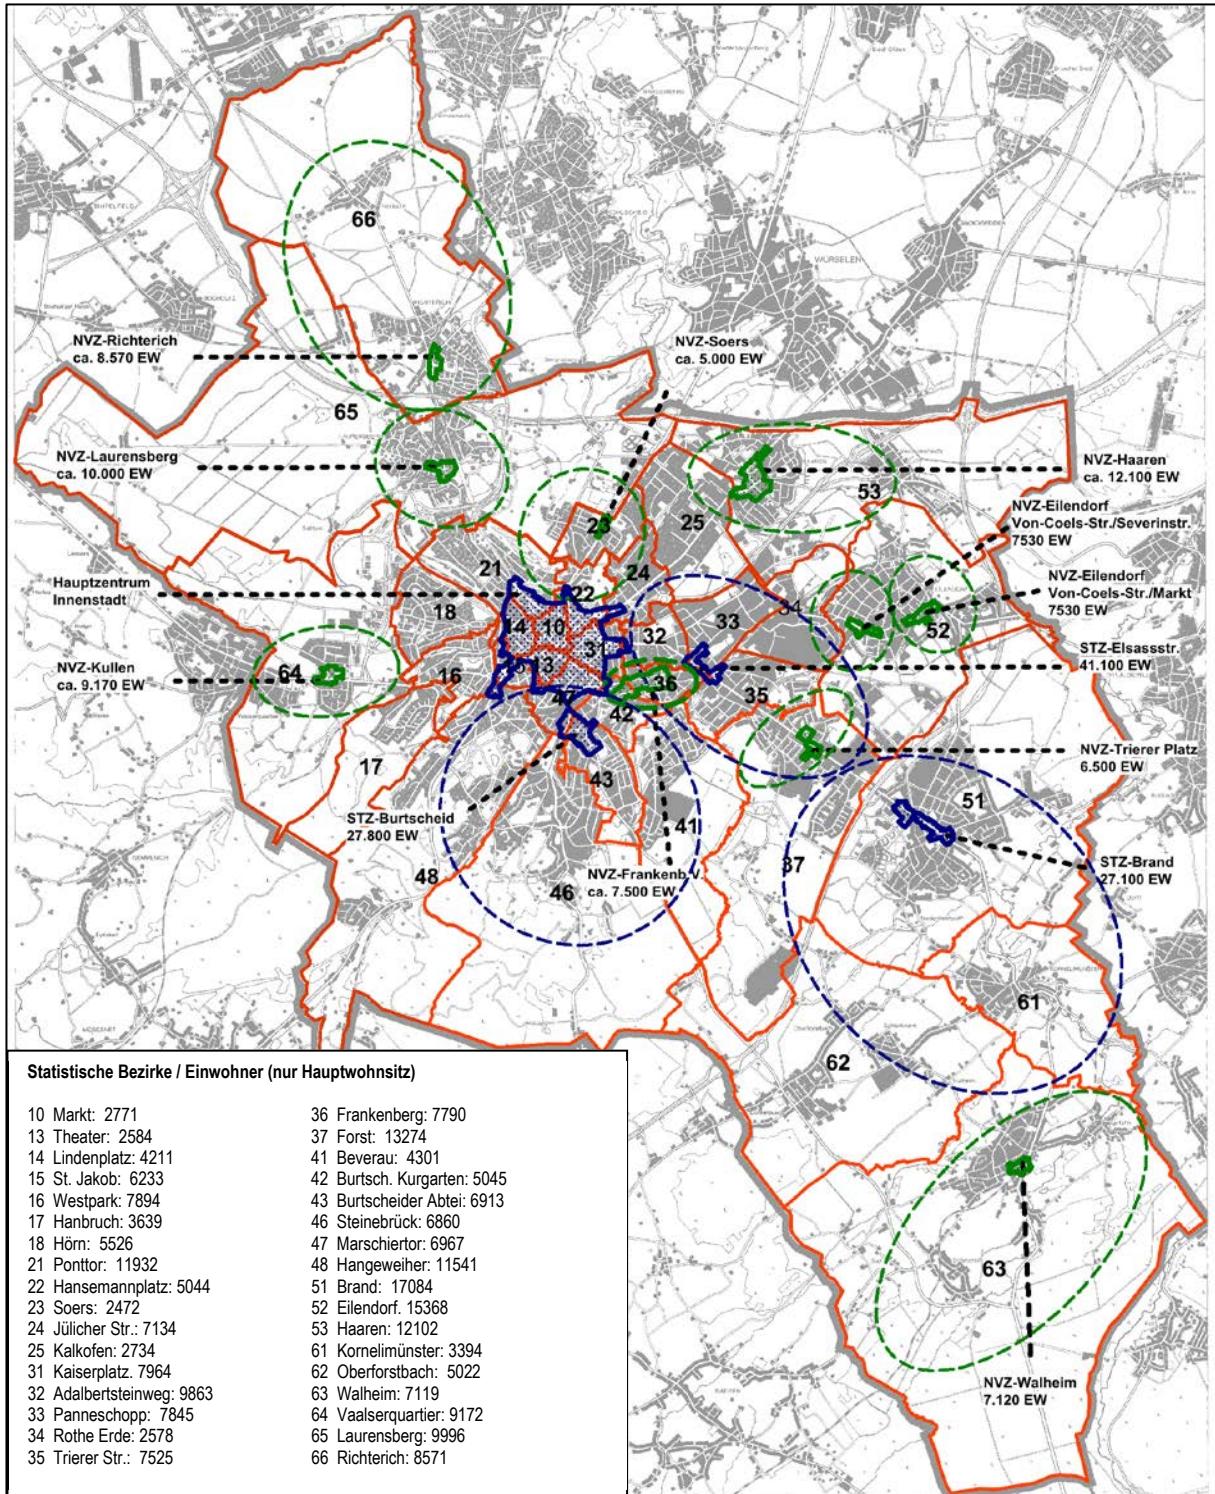 66
NVZ-Richterich
ca. 8.570 EW
NVZ-Soers
ca. 5.000 EW
WÜRSELEN
65
NVZ-Laurensberg
ca. 10.000 EW
NVZ-Haaren
ca. 12.100 EW
53
25
23
NVZ-Eilendorf
Von-Coels-Str./Severinstr.
7530 EW
21
24
22
Hauptzentrum
Innenstadt
NVZ-Eilendorf
Von-Coels-Str./Markt
7530 EW
18
14
10
31
32
33
34
52
STZ-Elsassstr.
41.100 EW
NVZ-Kullen
ca. 9.170 EW
64
16
15
13
36
35
47
42
NVZ-Trierer Platz
6.500 EW
17
43
51
STZ-Burtscheid
27.800 EW
41
48
46
NVZ-Frankenb.V.
ca. 7.500 EW
37
STZ-Brand
27.100 EW
61
62
63
NVZ-Walheim
7.120 EW
Statistische Bezirke / Einwohner (nur Hauptwohnsitz)
10 Markt: 2771
13 Theater: 2584
14 Lindenplatz: 4211
15 St. Jakob: 6233
16 Westpark: 7894
17 Hanbruch: 3639
18 Hörn: 5526
21 Ponttor: 11932
22 Hansemannplatz: 5044
23 Soers: 2472
24 Jülicher Str.: 7134
25 Kalkofen: 2734
31 Kaiserplatz. 7964
32 Adalbertsteinweg: 9863
33 Panneschopp: 7845
34 Rothe Erde: 2578
35 Trierer Str.: 7525
36 Frankenberg: 7790
37 Forst: 13274
41 Beverau: 4301
42 Burtsch. Kurgarten: 5045
43 Burtscheider Abtei: 6913
46 Steinebrück: 6860
47 Marschiertor: 6967
48 Hangeweiher: 11541
51 Brand: 17084
52 Eilendorf. 15368
53 Haaren: 12102
61 Kornelimünster: 3394
62 Oberforstbach: 5022
63 Walheim: 7119
64 Vaalserquartier: 9172
65 Laurensberg: 9996
66 Richterich: 8571